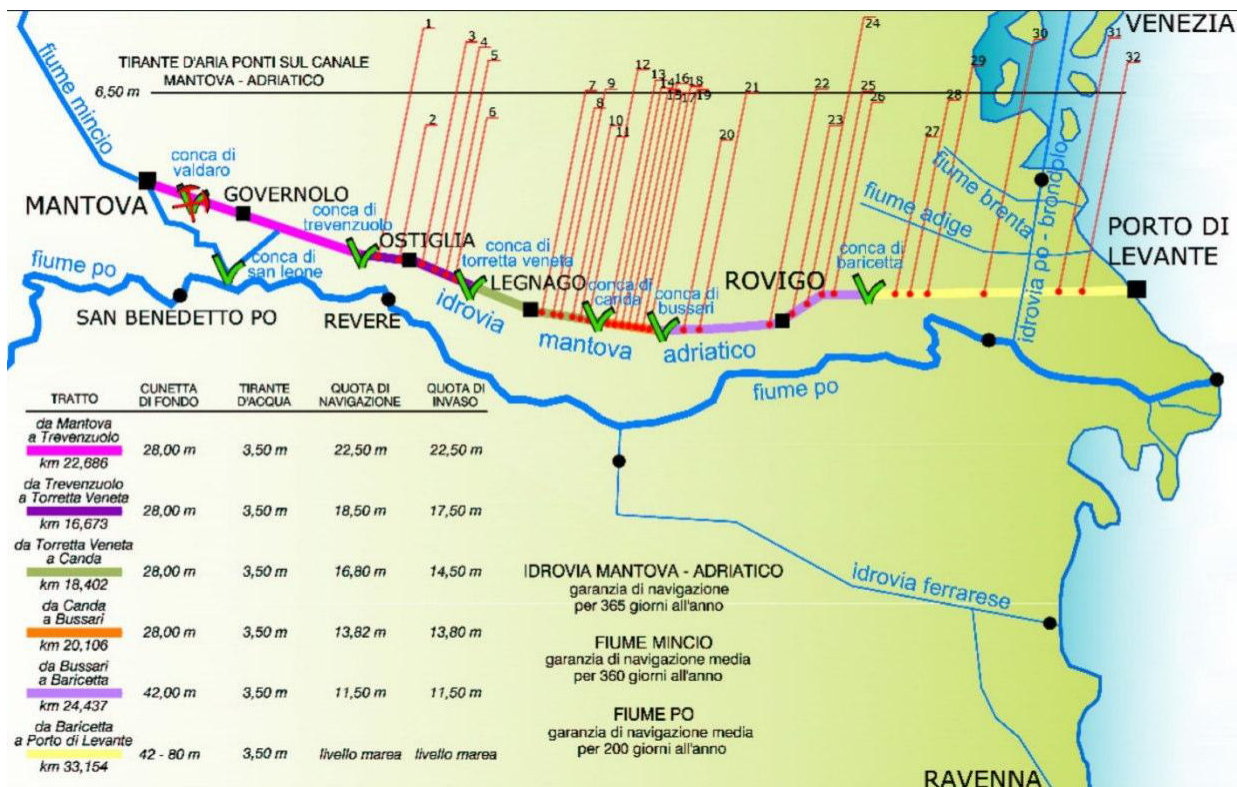 VENEZIA
fiume mincio
TIRANTE D'ARIA PONTI SUL CANALE
MANTOVA - ADRIATICO
6,50 m
1
2
3
4
5
6
7
8
9
10
11
12
13
14
15
16
17
18
19
20
21
22
23
24
25
26
27
28
29
30
31
32
conca di
valdaro
MANTOVA
GOVERNOLO
conca di
trevenzuolo
OSTIGLIA
conca di
torretta veneta
LEGNAGO
conca di
canda
conca di
bussari
ROVIGO
conca di
baricetta
fiume brenta
fiume adige
idrovia po - brondolo
PORTO DI
LEVANTE
fiume po
conca di
san leone
SAN BENEDETTO PO
REVERE
idrovia
mantova
adriatico
fiume po
TRATTO
CUNETTA
DI FONDO
TIRANTE
D'ACQUA
QUOTA DI
NAVIGAZIONE
QUOTA DI
INVASO
da Mantova
a Trevenzuolo
km 22,686
28,00 m
3,50 m
22,50 m
22,50 m
da Trevenzuolo
a Torretta Veneta
km 16,673
28,00 m
3,50 m
18,50 m
17,50 m
da Torretta Veneta
a Canda
km 18,402
28,00 m
3,50 m
16,80 m
14,50 m
da Canda
a Bussari
km 20,106
28,00 m
3,50 m
13,82 m
13,80 m
da Bussari
a Baricetta
km 24,437
42,00 m
3,50 m
11,50 m
11,50 m
da Baricetta
a Porto di Levante
km 33,154
42 - 80 m
3,50 m
livello marea
livello marea
IDROVIA MANTOVA - ADRIATICO
garanzia di navigazione
per 365 giorni all'anno
FIUME MINCIO
garanzia di navigazione media
per 360 giorni all'anno
FIUME PO
garanzia di navigazione media
per 200 giorni all'anno
idrovia ferrarese
RAVENNA